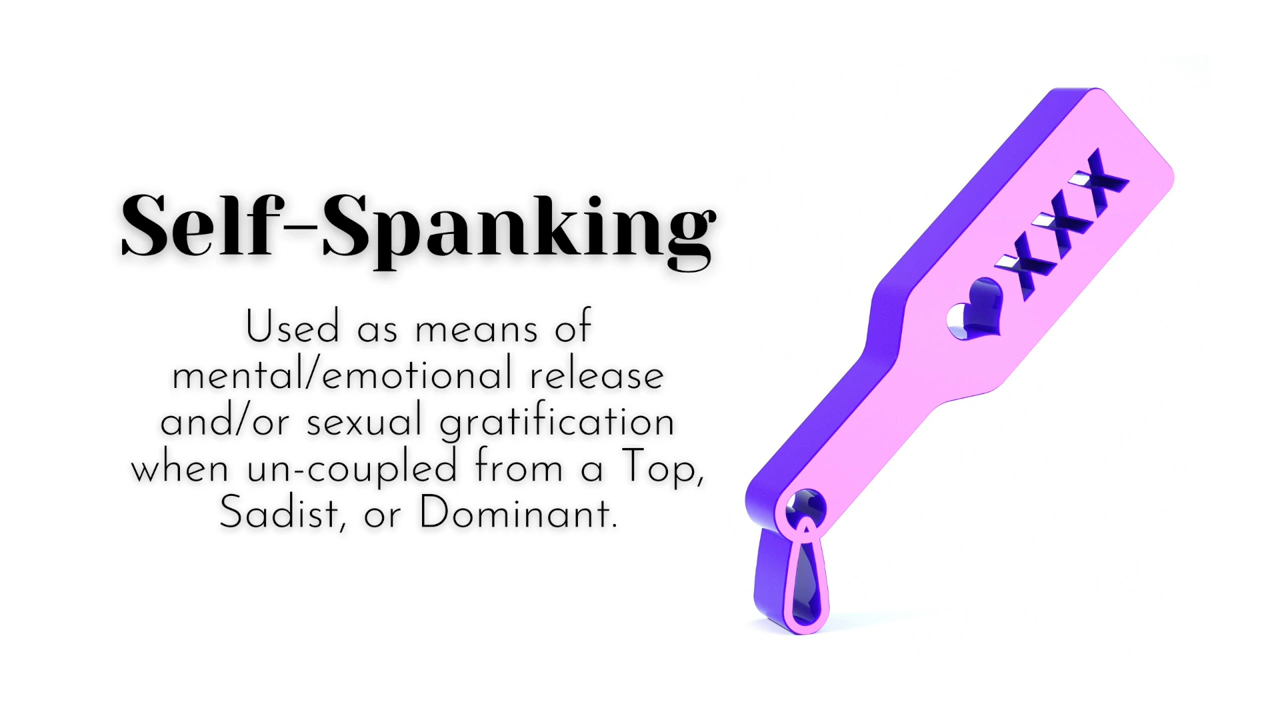 Self-Spanking
Used as means of
mental/emotional release
and/or sexual gratification
when un-coupled from a Top,
Sadist, or Dominant.
XXX